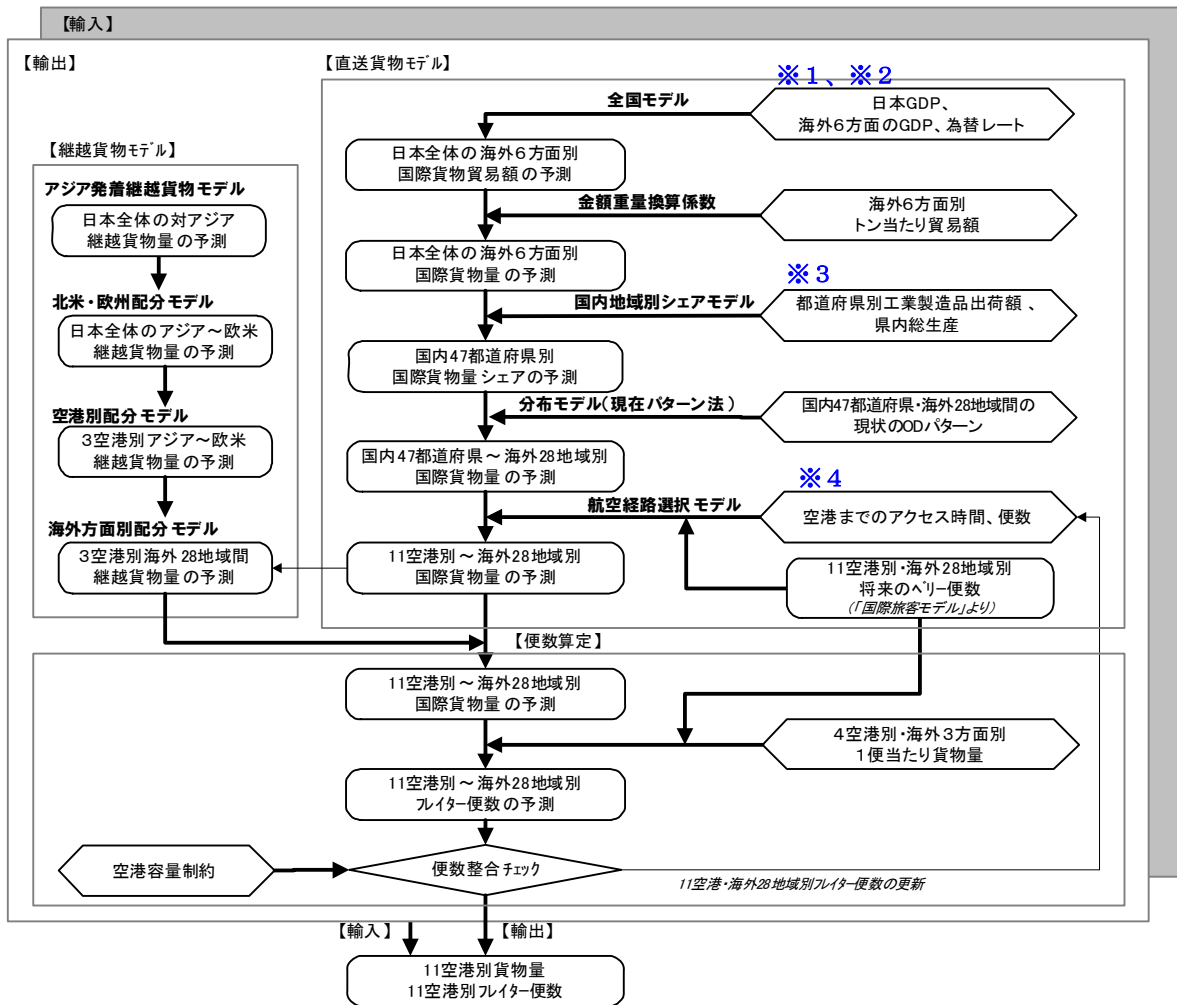 【輸入】
【輸出】
【直送貨物モデル】
※１、※２
全国モデル
日本GDP、
海外６方面のGDP、為替レート
日本全体の海外６方面別
国際貨物貿易額の予測
金額重量換算係数
海外６方面別
トン当たり貿易額
日本全体の海外６方面別
国際貨物量の予測
※３
国内地域別シェアモデル
都道府県別工業製造品出荷額、
県内総生産
国内47都道府県別
国際貨物量シェアの予測
分布モデル（現在パターン法）
国内47都道府県・海外28地域間の
現状のODパターン
国内47都道府県～海外28地域別
国際貨物量の予測
※４
航空経路選択モデル
空港までのアクセス時間、便数
11空港別～海外28地域別
国際貨物量の予測
11空港別・海外28地域別
将来のベリー便数
（「国際旅客モデル」より）
【継越貨物モデル】
アジア発着継越貨物モデル
日本全体の対アジア
継越貨物量の予測
北米・欧州配分モデル
日本全体のアジア～欧米
継越貨物量の予測
空港別配分モデル
３空港別アジア～欧米
継越貨物量の予測
海外方面別配分モデル
３空港別海外28地域間
継越貨物量の予測
【便数算定】
11空港別～海外28地域別
国際貨物量の予測
４空港別・海外３方面別
１便当たり貨物量
11空港別～海外28地域別
フレイター便数の予測
空港容量制約
便数整合チェック
11空港・海外28地域別フレイター便数の更新
【輸入】
【輸出】
11空港別貨物量
11空港別フレイター便数